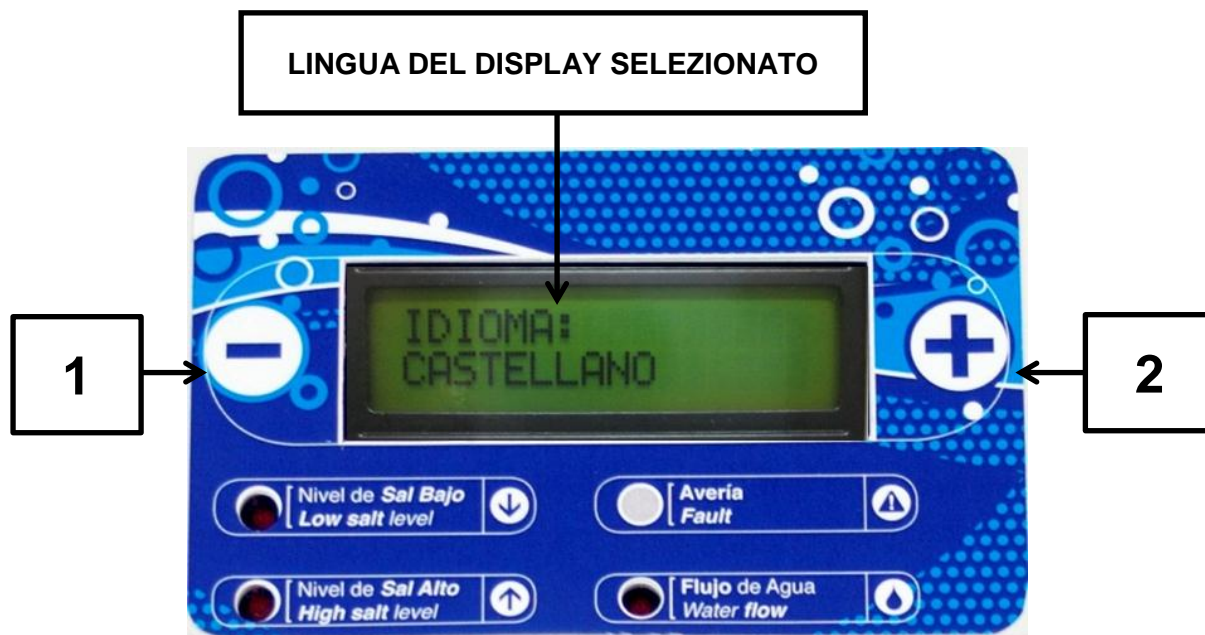 LINGUA DEL DISPLAY SELEZIONATO
1
2
IDIOMA:
CASTELLANO
Nivel de Sal Bajo
Low salt level
Avería
Fault
Nivel de Sal Alto
High salt level
Flujo de Agua
Water flow